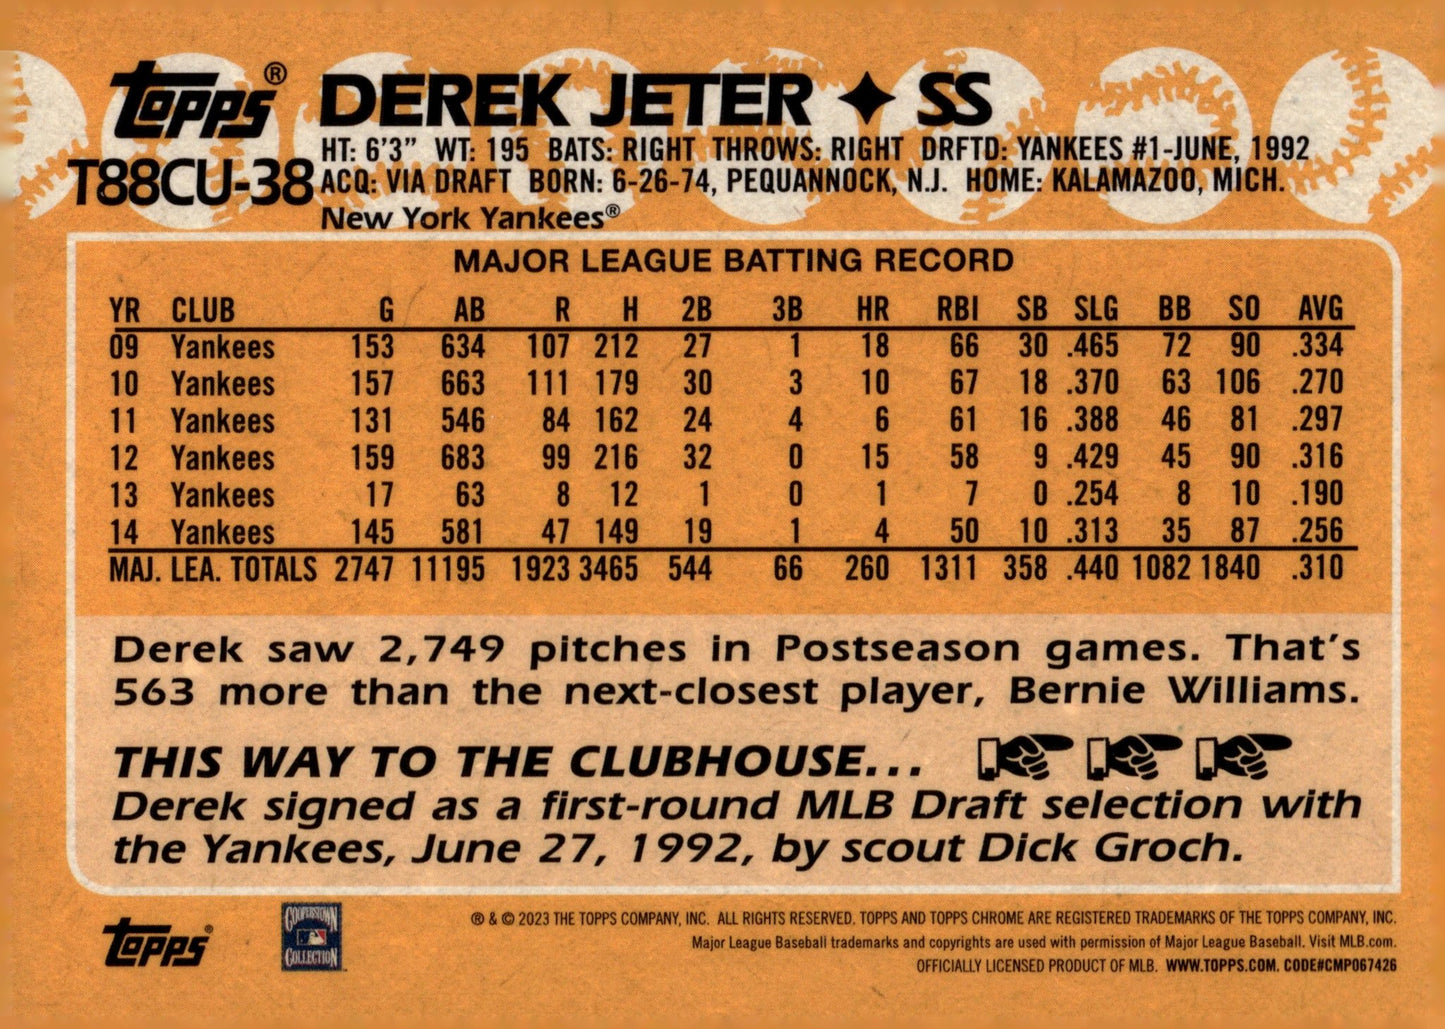 Topps®
DEREK JETER ✦ SS
T88CU-38
HT: 6'3" WT: 195 BATS: RIGHT THROWS: RIGHT DRFTD: YANKEES #1-JUNE, 1992
ACQ: VIA DRAFT BORN: 6-26-74, PEQUANNOCK, N.J. HOME: KALAMAZOO, MICH.
New York Yankees®
MAJOR LEAGUE BATTING RECORD
YR CLUB G AB R H 2B 3B HR RBI SB SLG BB SO AVG
09 Yankees 153 634 107 212 27 1 18 66 30 .465 72 90 .334
10 Yankees 157 663 111 179 30 3 10 67 18 .370 63 106 .270
11 Yankees 131 546 84 162 24 4 6 61 16 .388 46 81 .297
12 Yankees 159 683 99 216 32 0 15 58 9 .429 45 90 .316
13 Yankees 17 63 8 12 1 0 1 7 0 .254 8 10 .190
14 Yankees 145 581 47 149 19 1 4 50 10 .313 35 87 .256
MAJ. LEA. TOTALS 2747 11195 1923 3465 544 66 260 1311 358 .440 1082 1840 .310
Derek saw 2,749 pitches in Postseason games. That's
563 more than the next-closest player, Bernie Williams.
THIS WAY TO THE CLUBHOUSE...
Derek signed as a first-round MLB Draft selection with
the Yankees, June 27, 1992, by scout Dick Groch.
Topps®
COOPERSTOWN
COLLECTION
® & © 2023 THE TOPPS COMPANY, INC. ALL RIGHTS RESERVED. TOPPS AND TOPPS CHROME ARE REGISTERED TRADEMARKS OF THE TOPPS COMPANY, INC.
Major League Baseball trademarks and copyrights are used with permission of Major League Baseball. Visit MLB.com.
OFFICIALLY LICENSED PRODUCT OF MLB. WWW.TOPPS.COM. CODE#CMP067426